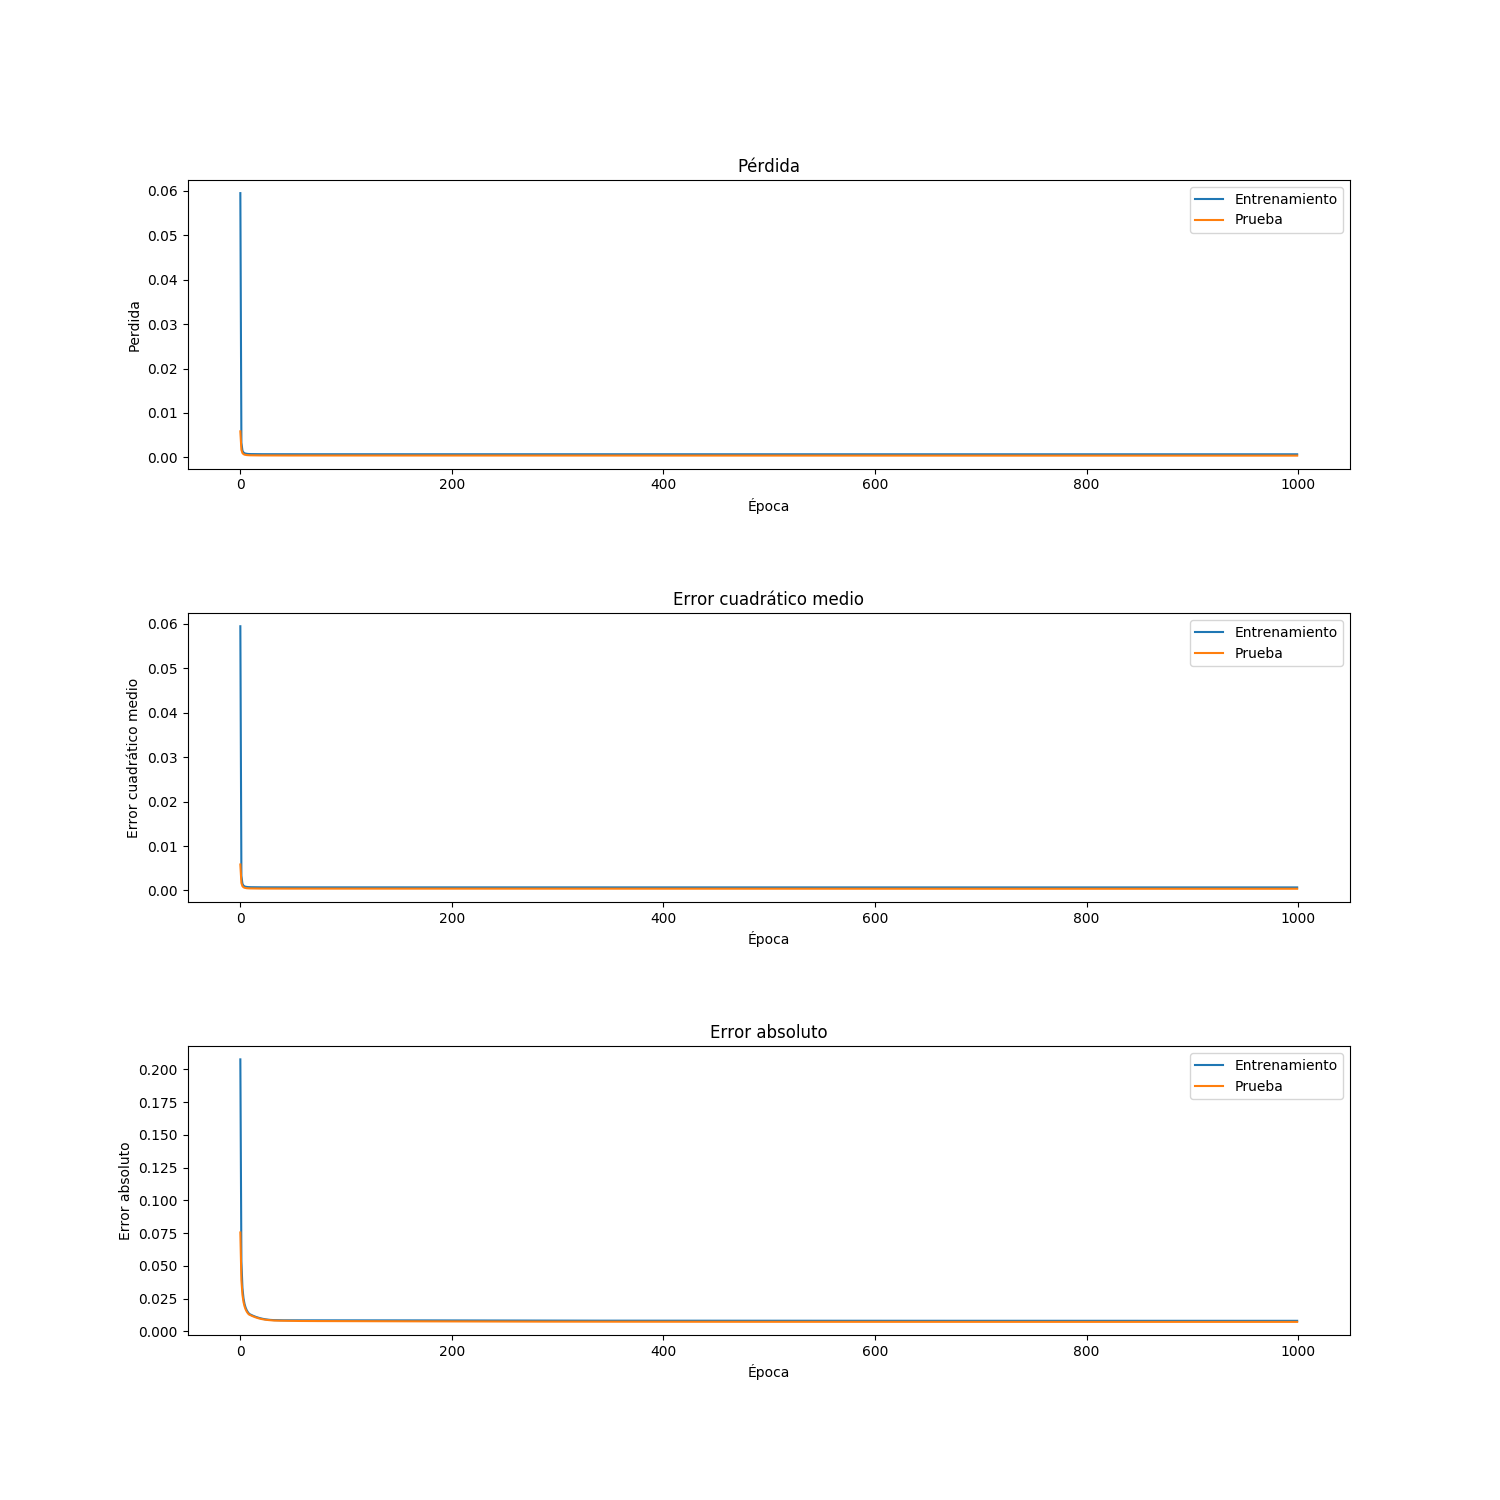 Pérdida
0.06
0.05
0.04
0.03
0.02
0.01
0.00
Perdida
Entrenamiento
Prueba
0 200 400 600 800 1000
Época
Error cuadrático medio
0.06
0.05
0.04
0.03
0.02
0.01
0.00
Error cuadrático medio
Entrenamiento
Prueba
0 200 400 600 800 1000
Época
Error absoluto
0.200
0.175
0.150
0.125
0.100
0.075
0.050
0.025
0.000
Error absoluto
Entrenamiento
Prueba
0 200 400 600 800 1000
Época